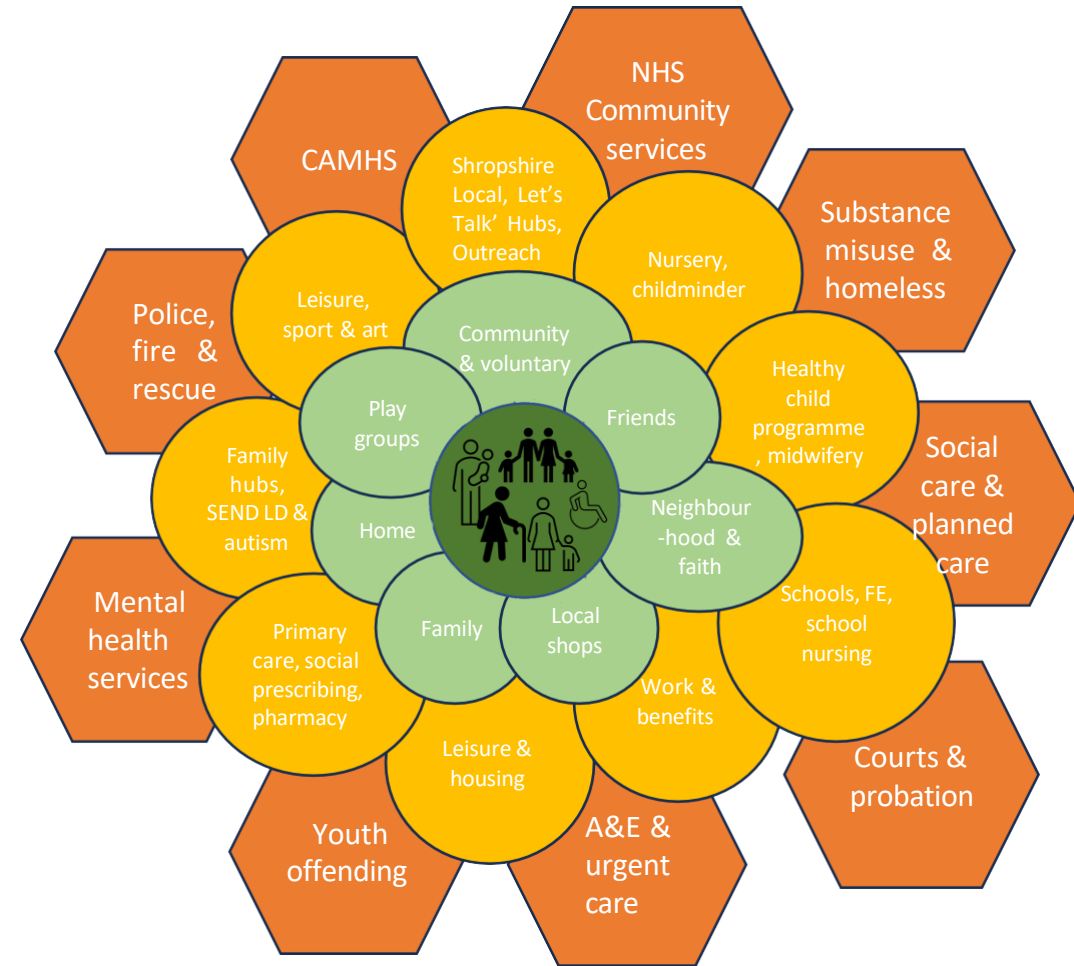 NHS
Community
services
CAMHS
Shropshire
Local, Let’s
Talk’ Hubs,
Outreach
Substance
misuse & 
homeless
Nursery,
childminder
Leisure,
sport & art
Police,
fire &
rescue
Community
& voluntary
Healthy
child
programme
, midwifery
Play
groups
Friends
Family
hubs,
SEND LD &
autism
Social
care &
planned
care
Home
Neighbour
-hood &
faith
Mental
health
services
Schools, FE,
school
nursing
Primary
care, social
prescribing,
pharmacy
Family
Local
shops
Work &
benefits
Leisure &
housing
Courts &
probation
Youth
offending
A&E &
urgent
care